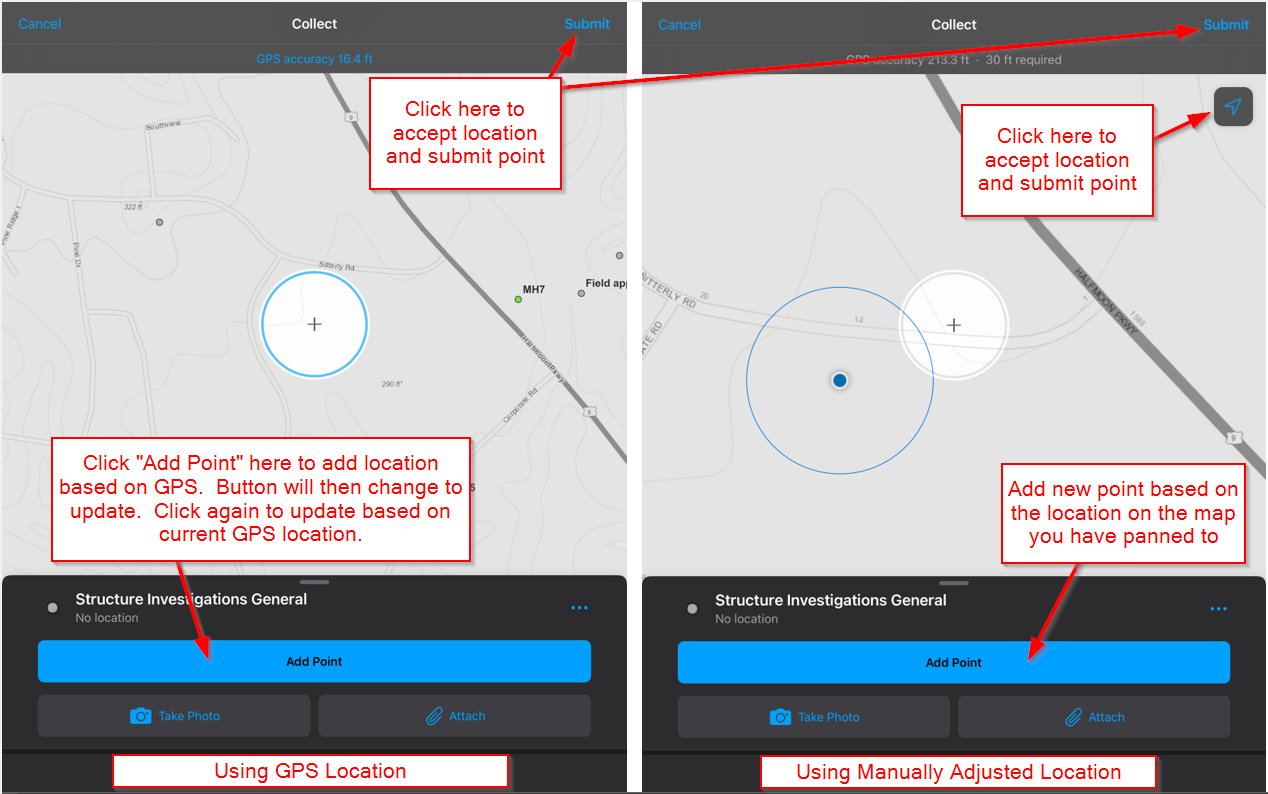 Cancel
Collect
Submit
GPS accuracy 16.4 ft
Click here to
accept location
and submit point
9
Southview
322 ft
Pine Ridge
Pine Dr
Sitterly Rd
MH7
Field app
Halfmoon Pkwy
290 ft
Corporate Rd
9
5
Click "Add Point" here to add location
based on GPS. Button will then change to
update. Click again to update based on
current GPS location.
Structure Investigations General
No location
Add Point
Take Photo
Attach
Using GPS Location
Cancel
Collect
Submit
GPS accuracy 213.3 ft · 30 ft required
Click here to
accept location
and submit point
SITTERLY RD
20
14
ATE RD
HALFMOON PKWY
1586
1
9
Add new point based on
the location on the map
you have panned to
Structure Investigations General
No location
Add Point
Take Photo
Attach
Using Manually Adjusted Location